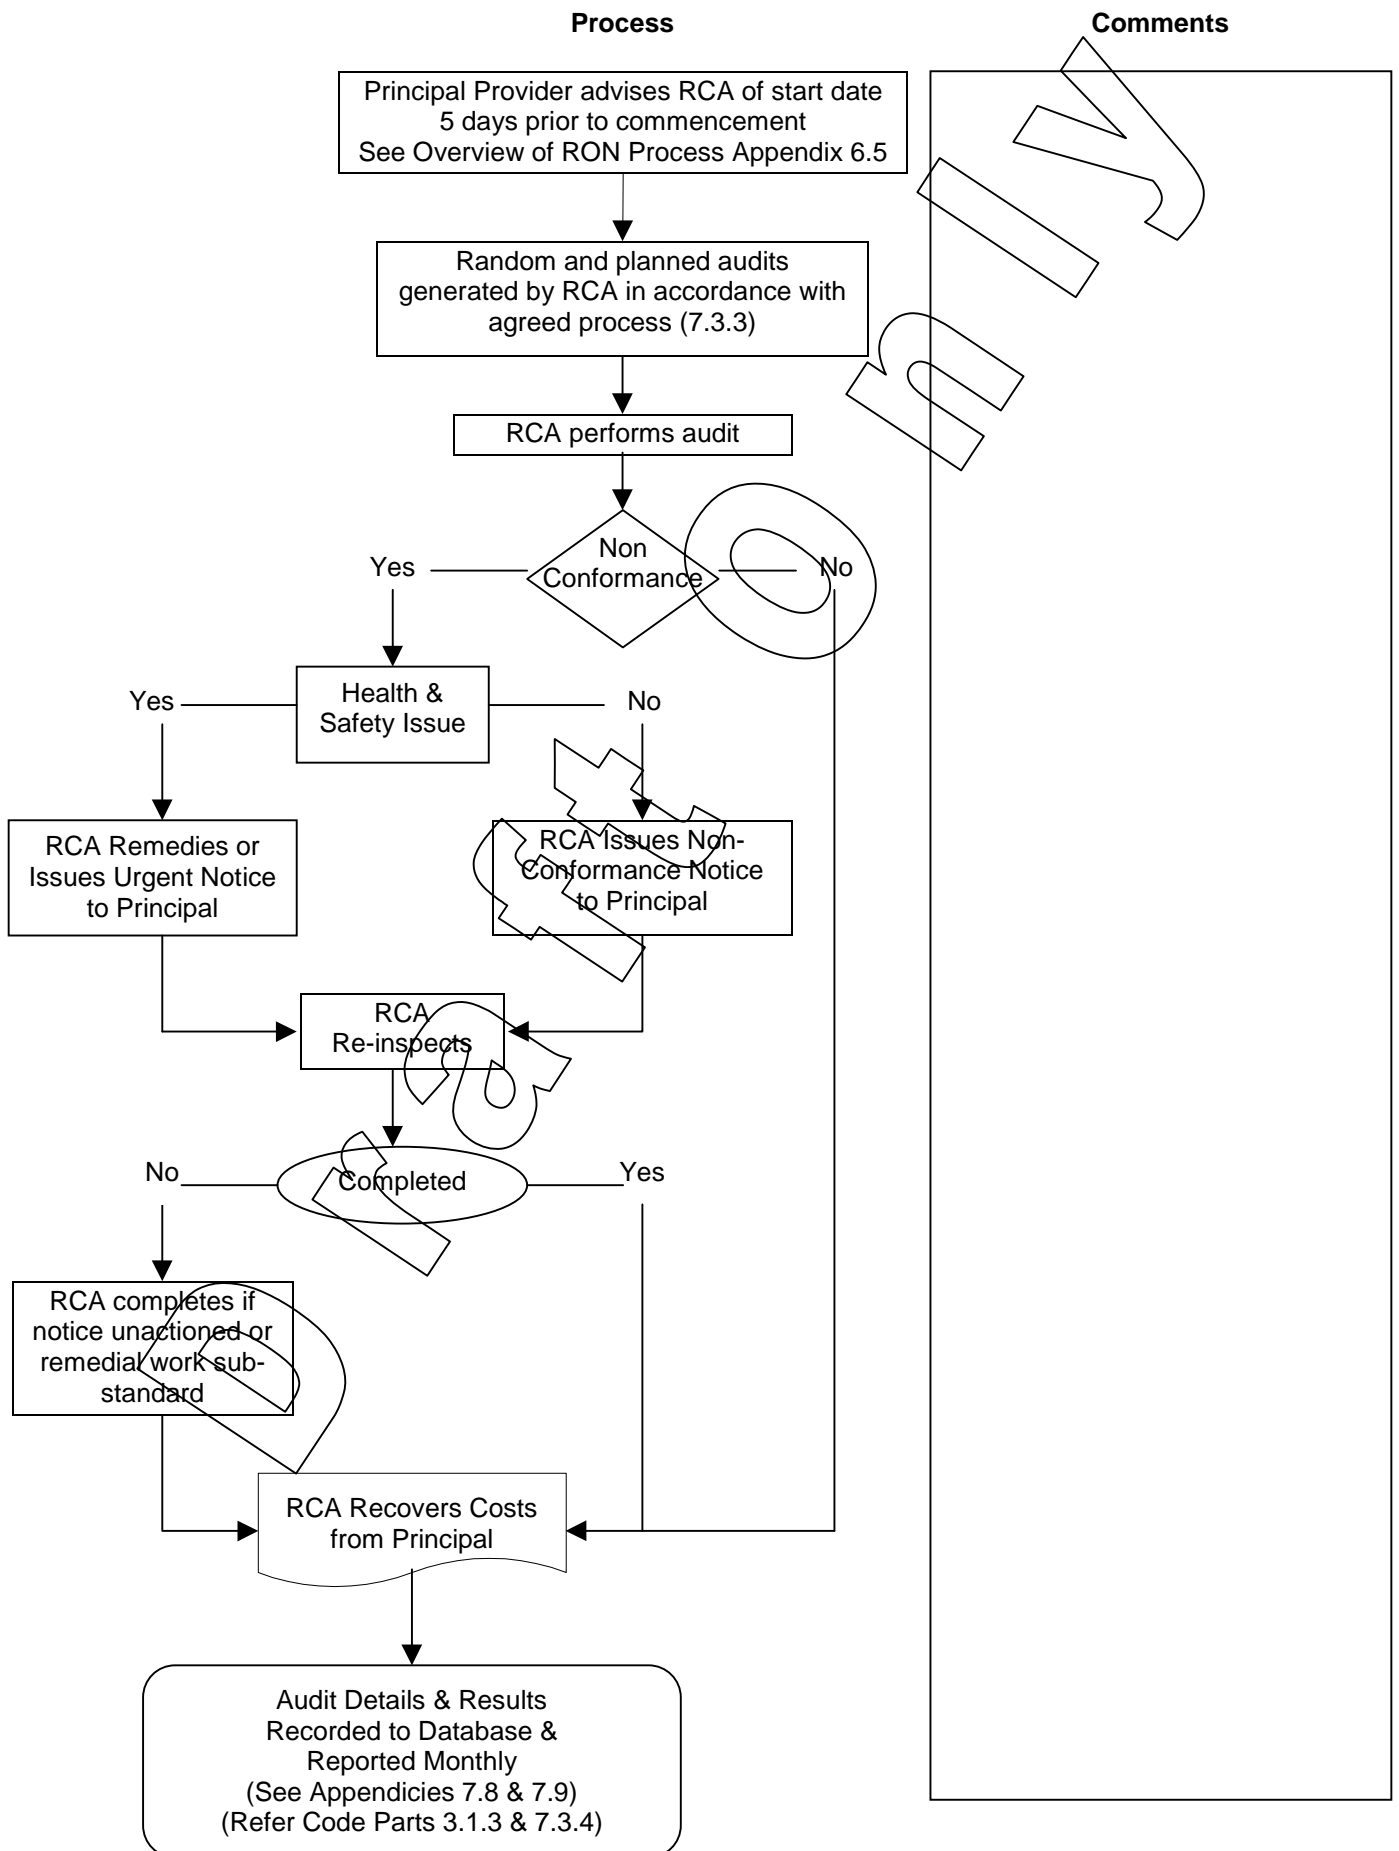 Process
Comments
Principal Provider advises RCA of start date
5 days prior to commencement
See Overview of RON Process Appendix 6.5
Random and planned audits
generated by RCA in accordance with
agreed process (7.3.3)
RCA performs audit
Non
Conformance
Yes
No
Health &
Safety Issue
Yes
No
RCA Remedies or
Issues Urgent Notice
to Principal
RCA Issues Non-
Conformance Notice
to Principal
RCA
Re-inspects
Completed
No
Yes
RCA completes if
notice unactioned or
remedial work sub-
standard
RCA Recovers Costs
from Principal
Audit Details & Results
Recorded to Database &
Reported Monthly
(See Appendicies 7.8 & 7.9)
(Refer Code Parts 3.1.3 & 7.3.4)
Draft only